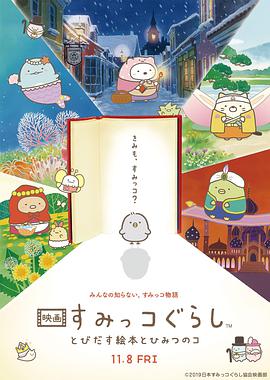 きみも、すみっコ?
みんなの知らない、すみっコ物語
映画
すみっコぐらし™
とびだす絵本とひみつのコ
11.8 FRI
©2019日本すみっコぐらし協会映画部